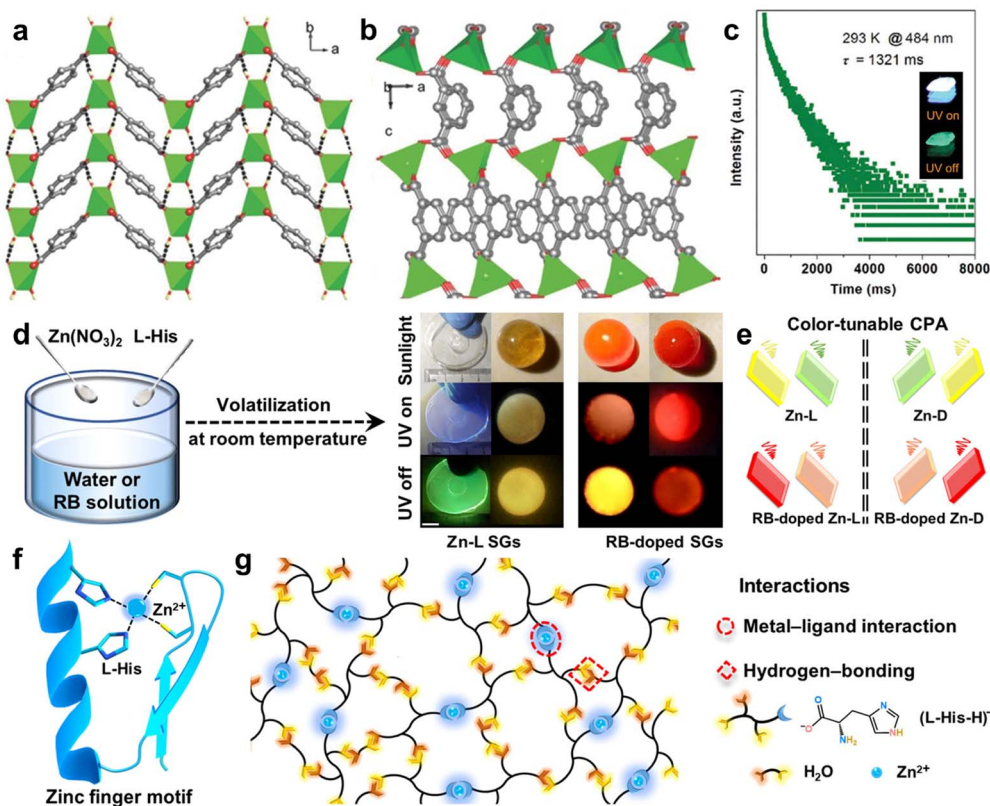 a
b
a
b
a
c
c
293 K @ 484 nm
τ = 1321 ms
UV on
UV off
Intensity (a.u.)
0 2000 4000 6000 8000
Time (ms)
d
Zn(NO₃)₂ L-His
Water or
RB solution
Volatilization
at room temperature
Sunlight
UV on
UV off
Zn-L SGs
RB-doped SGs
e
Color-tunable CPA
Zn-L
Zn-D
RB-doped Zn-L
RB-doped Zn-D
f
Zn²⁺
L-His
Zinc finger motif
g
Interactions
Metal–ligand interaction
Hydrogen–bonding
O
⁻O
NH₂
N
NH
(L-His-H)⁻
H₂O
Zn²⁺